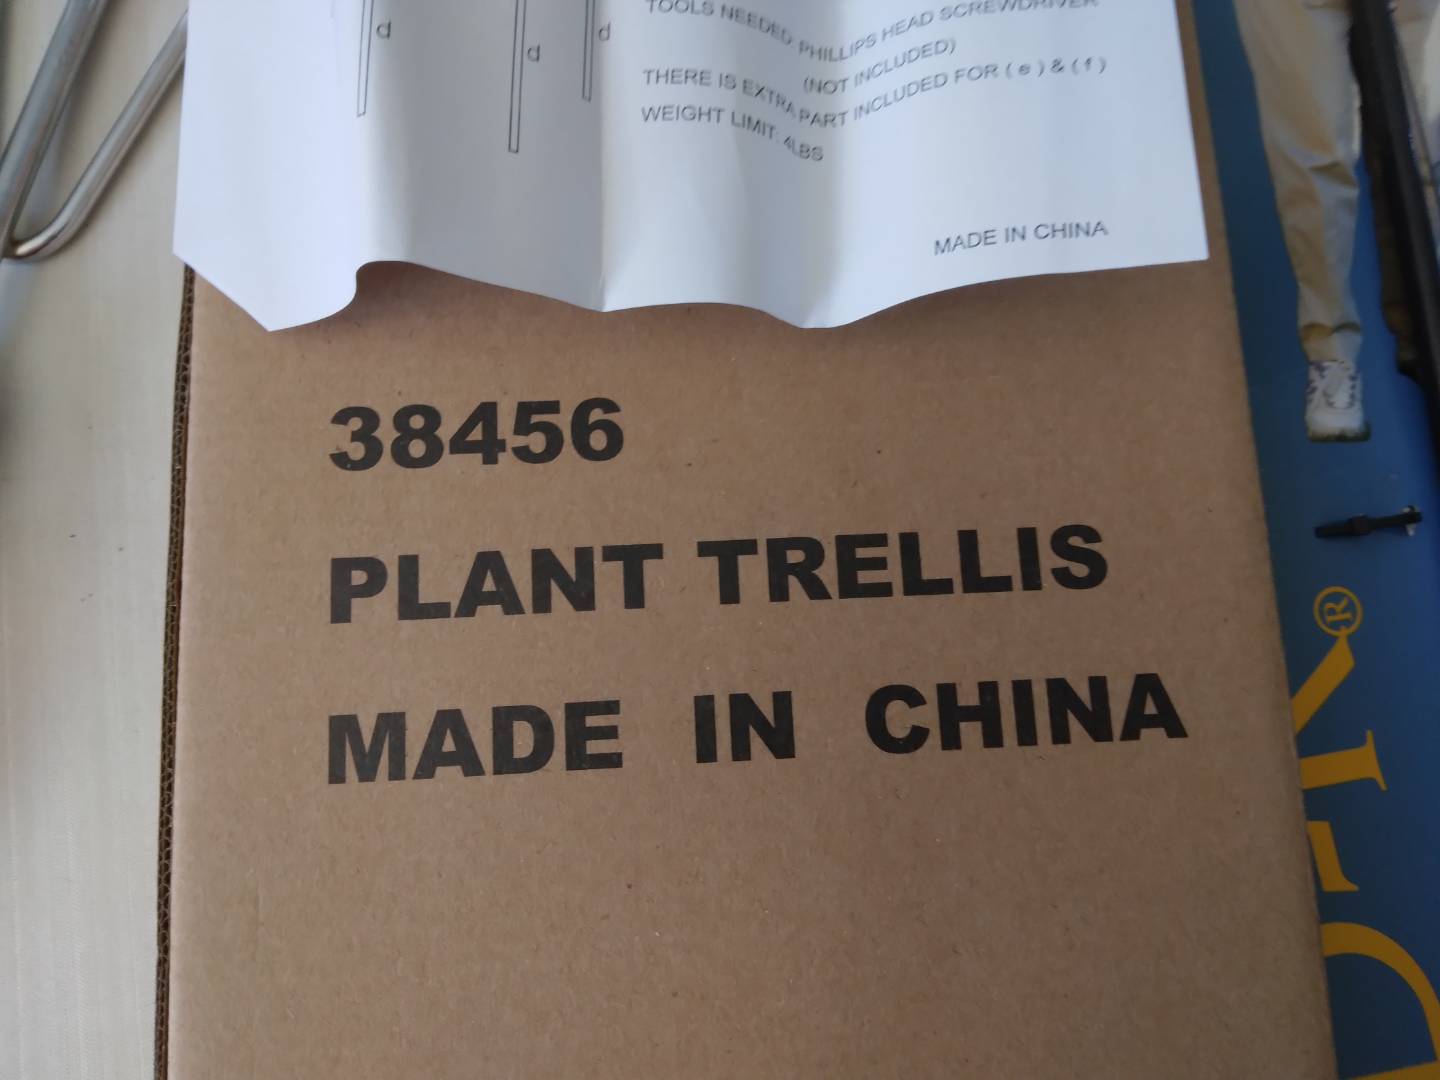 d
d
d
TOOLS NEEDED: PHILLIPS HEAD SCREWDRIVER
(NOT INCLUDED)
THERE IS EXTRA PART INCLUDED FOR ( e ) & ( f )
WEIGHT LIMIT: 4LBS
MADE IN CHINA
38456
PLANT TRELLIS
MADE IN CHINA
®